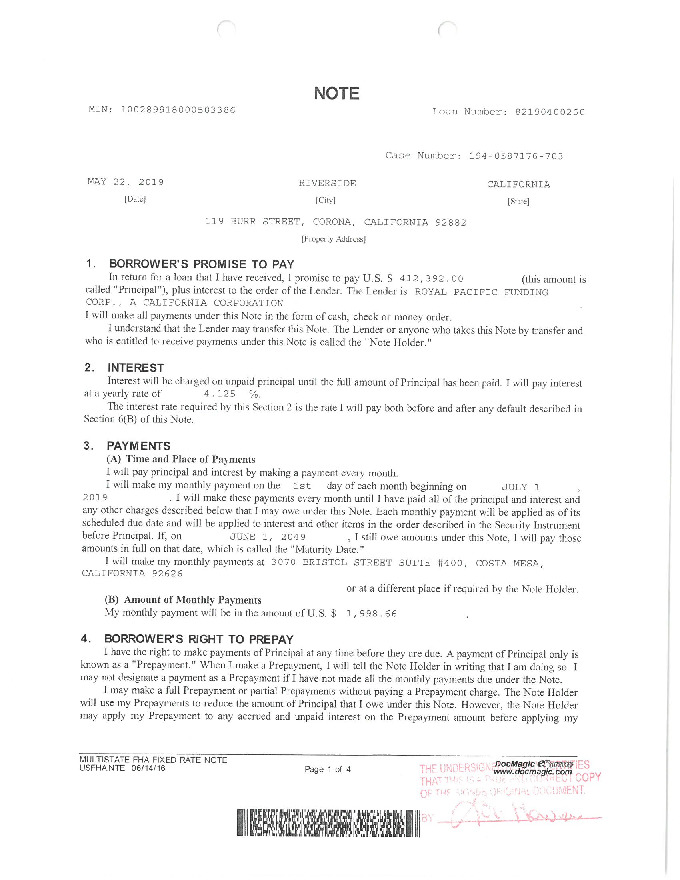 NOTE
MIN: 100289918000503386
Loan Number: 82190400250
Case Number: 194-0387176-703
MAY 22, 2019
RIVERSIDE
CALIFORNIA
[Date]
[City]
[State]
119 BURR STREET, CORONA, CALIFORNIA 92882
[Property Address]
1. BORROWER'S PROMISE TO PAY
In return for a loan that I have received, I promise to pay U.S. $ 412,392.00 (this amount is
called "Principal"), plus interest to the order of the Lender. The Lender is ROYAL PACIFIC FUNDING
CORP., A CALIFORNIA CORPORATION
I will make all payments under this Note in the form of cash, check or money order.
I understand that the Lender may transfer this Note. The Lender or anyone who takes this Note by transfer and
who is entitled to receive payments under this Note is called the "Note Holder."
2. INTEREST
Interest will be charged on unpaid principal until the full amount of Principal has been paid. I will pay interest
at a yearly rate of 4.125 %.
The interest rate required by this Section 2 is the rate I will pay both before and after any default described in
Section 6(B) of this Note.
3. PAYMENTS
(A) Time and Place of Payments
I will pay principal and interest by making a payment every month.
I will make my monthly payment on the 1st day of each month beginning on JULY 1 ,
2019 . I will make these payments every month until I have paid all of the principal and interest and
any other charges described below that I may owe under this Note. Each monthly payment will be applied as of its
scheduled due date and will be applied to interest and other items in the order described in the Security Instrument
before Principal. If, on JUNE 1, 2049 , I still owe amounts under this Note, I will pay those
amounts in full on that date, which is called the "Maturity Date."
I will make my monthly payments at 3070 BRISTOL STREET SUITE #400, COSTA MESA,
CALIFORNIA 92626
or at a different place if required by the Note Holder.
(B) Amount of Monthly Payments
My monthly payment will be in the amount of U.S. $ 1,998.66 .
4. BORROWER'S RIGHT TO PREPAY
I have the right to make payments of Principal at any time before they are due. A payment of Principal only is
known as a "Prepayment." When I make a Prepayment, I will tell the Note Holder in writing that I am doing so. I
may not designate a payment as a Prepayment if I have not made all the monthly payments due under the Note.
I may make a full Prepayment or partial Prepayments without paying a Prepayment charge. The Note Holder
will use my Prepayments to reduce the amount of Principal that I owe under this Note. However, the Note Holder
may apply my Prepayment to any accrued and unpaid interest on the Prepayment amount before applying my
MULTISTATE FHA FIXED RATE NOTE
USFHA.NTE 06/14/16
Page 1 of 4
DocMagic
www.docmagic.com
THE UNDERSIGNED
THAT THIS IS A COPY
OF THE SIGNED ORIGINAL DOCUMENT.
BY